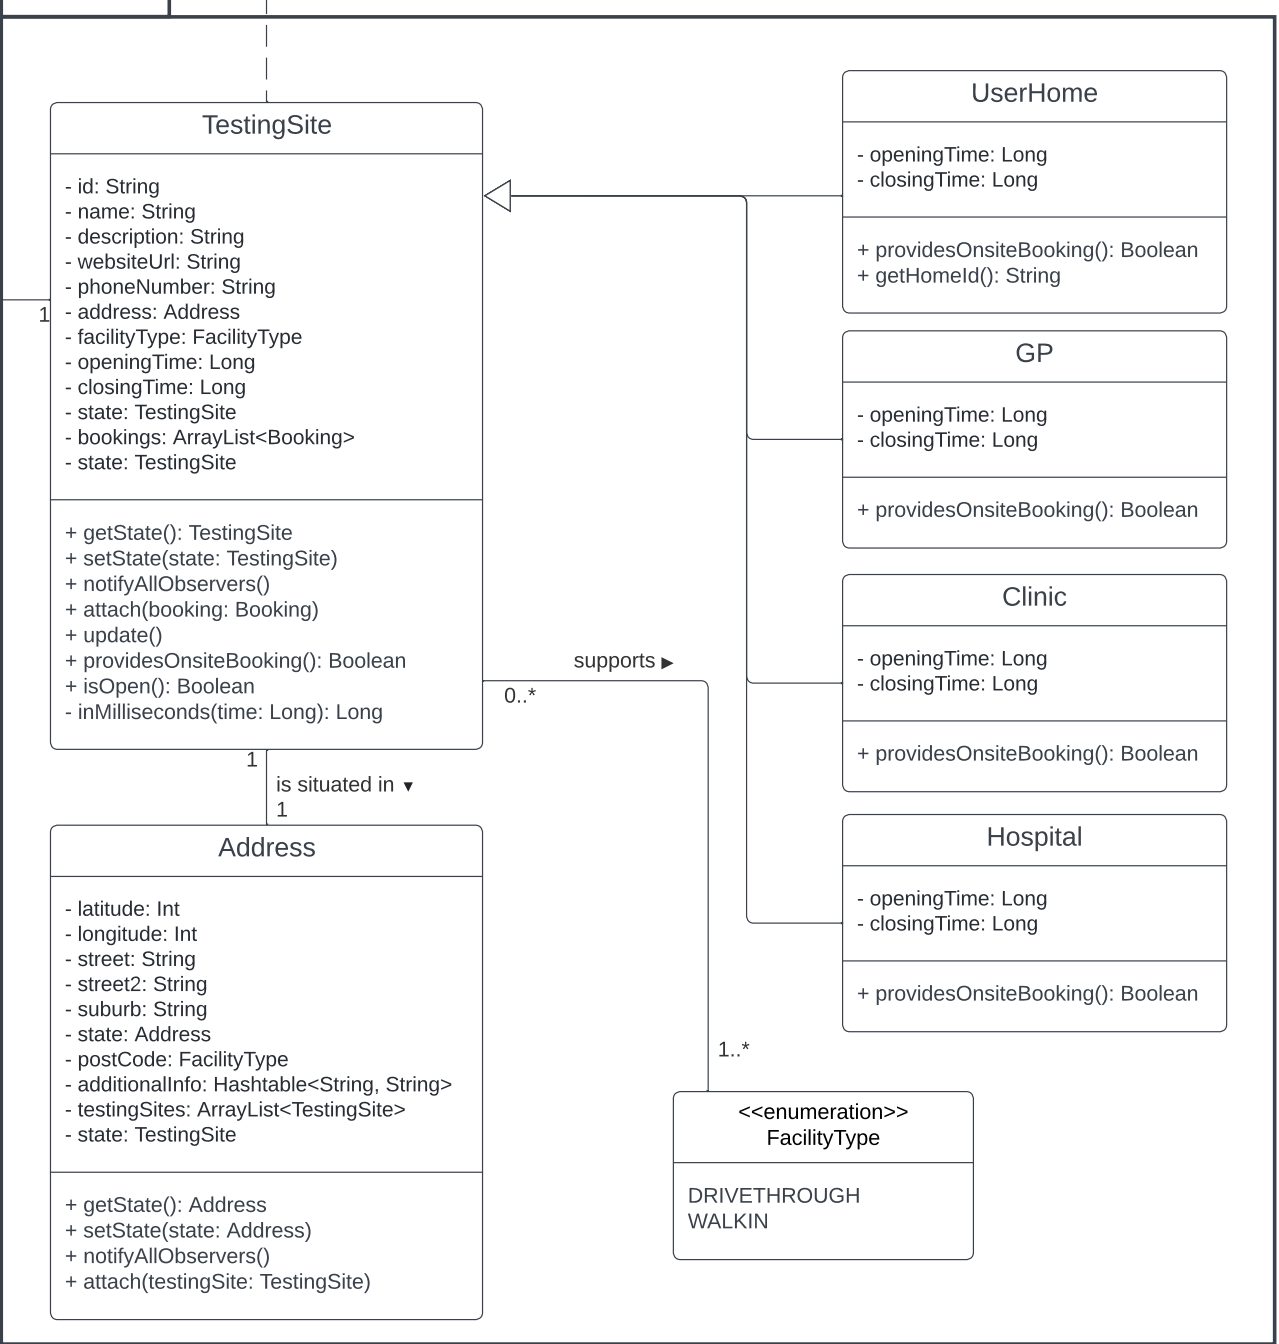 TestingSite
- id: String
- name: String
- description: String
- websiteUrl: String
- phoneNumber: String
- address: Address
- facilityType: FacilityType
- openingTime: Long
- closingTime: Long
- state: TestingSite
- bookings: ArrayList<Booking>
- state: TestingSite
+ getState(): TestingSite
+ setState(state: TestingSite)
+ notifyAllObservers()
+ attach(booking: Booking)
+ update()
+ providesOnsiteBooking(): Boolean
+ isOpen(): Boolean
- inMilliseconds(time: Long): Long
1
1
is situated in ▼
1
Address
- latitude: Int
- longitude: Int
- street: String
- street2: String
- suburb: String
- state: Address
- postCode: FacilityType
- additionalInfo: Hashtable<String, String>
- testingSites: ArrayList<TestingSite>
- state: TestingSite
+ getState(): Address
+ setState(state: Address)
+ notifyAllObservers()
+ attach(testingSite: TestingSite)
supports ▶
0..*
1..*
<<enumeration>>
FacilityType
DRIVETHROUGH
WALKIN
UserHome
- openingTime: Long
- closingTime: Long
+ providesOnsiteBooking(): Boolean
+ getHomeId(): String
GP
- openingTime: Long
- closingTime: Long
+ providesOnsiteBooking(): Boolean
Clinic
- openingTime: Long
- closingTime: Long
+ providesOnsiteBooking(): Boolean
Hospital
- openingTime: Long
- closingTime: Long
+ providesOnsiteBooking(): Boolean